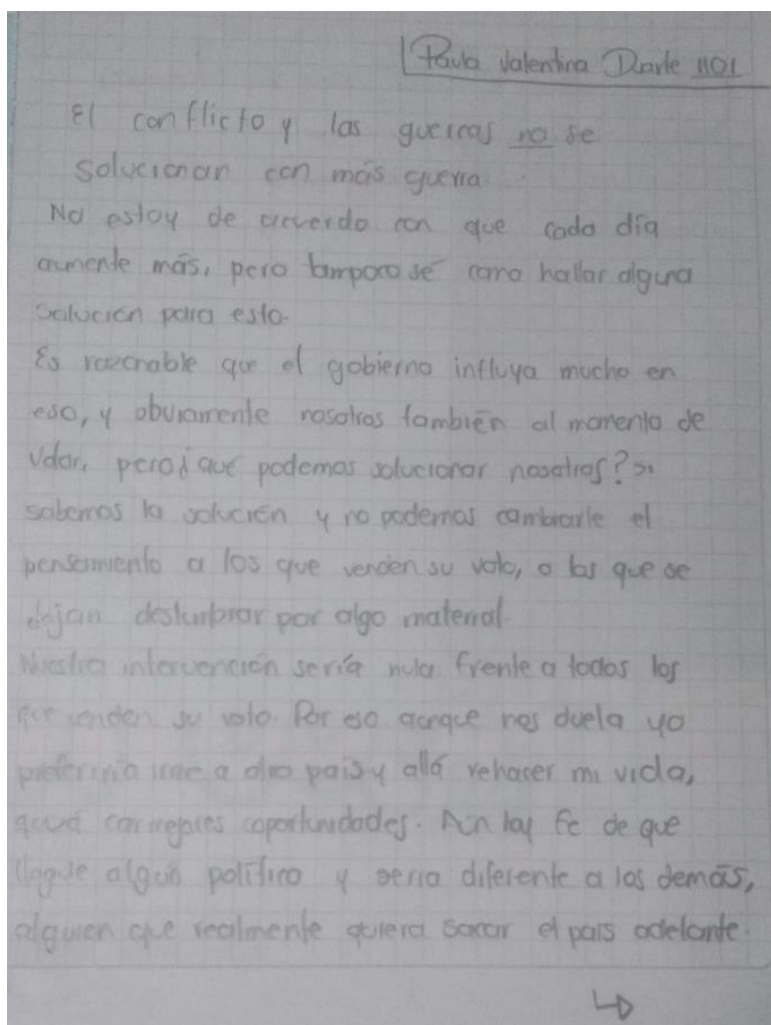 Paula Valentina Duarte 1101
El conflicto y las guerras no se
solucionan con más guerra.
No estoy de acuerdo con que cada día
aumente más, pero tampoco sé como hallar alguna
solución para esto.
Es razonable que el gobierno influya mucho en
eso, y obviamente nosotros también al momento de
votar, pero ¿qué podemos solucionar nosotros? si
sabemos la solución y no podemos cambiarle el
pensamiento a los que venden su voto, o los que se
dejan deslumbrar por algo material.
Nuestra intervención sería nula frente a todos los
que venden su voto. Por eso aunque nos duela yo
preferiría irme a otro país y allá rehacer mi vida,
quizá con mejores oportunidades. Aún hay fe de que
llegue algún político y seria diferente a los demás,
alguien que realmente quiera sacar el país adelante.